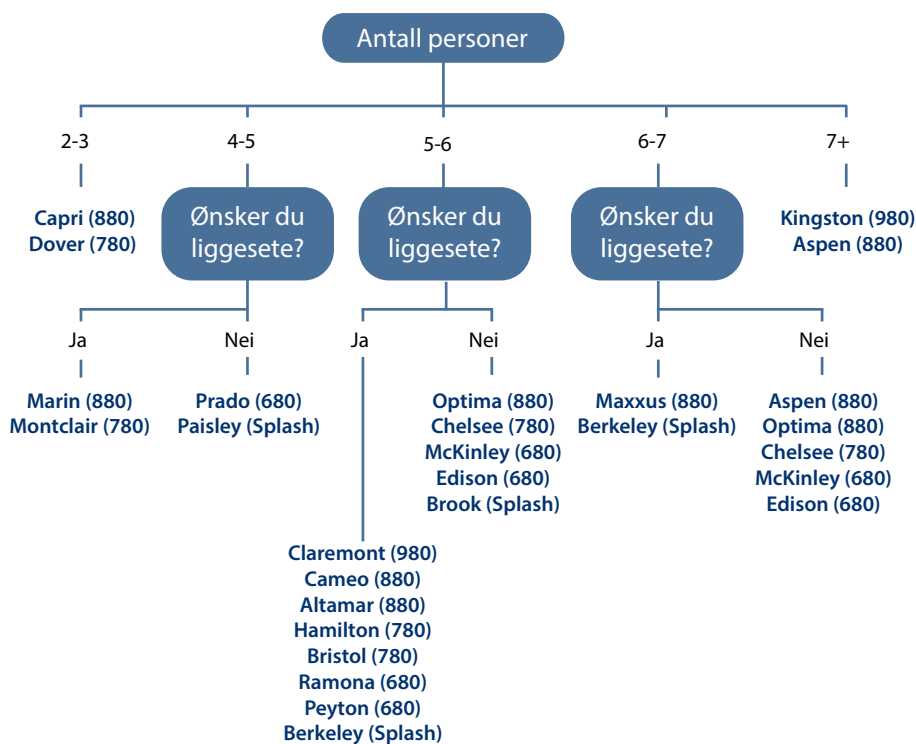 Antall personer
2-3
4-5
5-6
6-7
7+
Capri (880)
Dover (780)
Ønsker du
liggesete?
Ønsker du
liggesete?
Ønsker du
liggesete?
Kingston (980)
Aspen (880)
Ja
Nei
Ja
Nei
Ja
Nei
Marin (880)
Montclair (780)
Prado (680)
Paisley (Splash)
Optima (880)
Chelsee (780)
McKinley (680)
Edison (680)
Brook (Splash)
Maxxus (880)
Berkeley (Splash)
Aspen (880)
Optima (880)
Chelsee (780)
McKinley (680)
Edison (680)
Claremont (980)
Cameo (880)
Altamar (880)
Hamilton (780)
Bristol (780)
Ramona (680)
Peyton (680)
Berkeley (Splash)